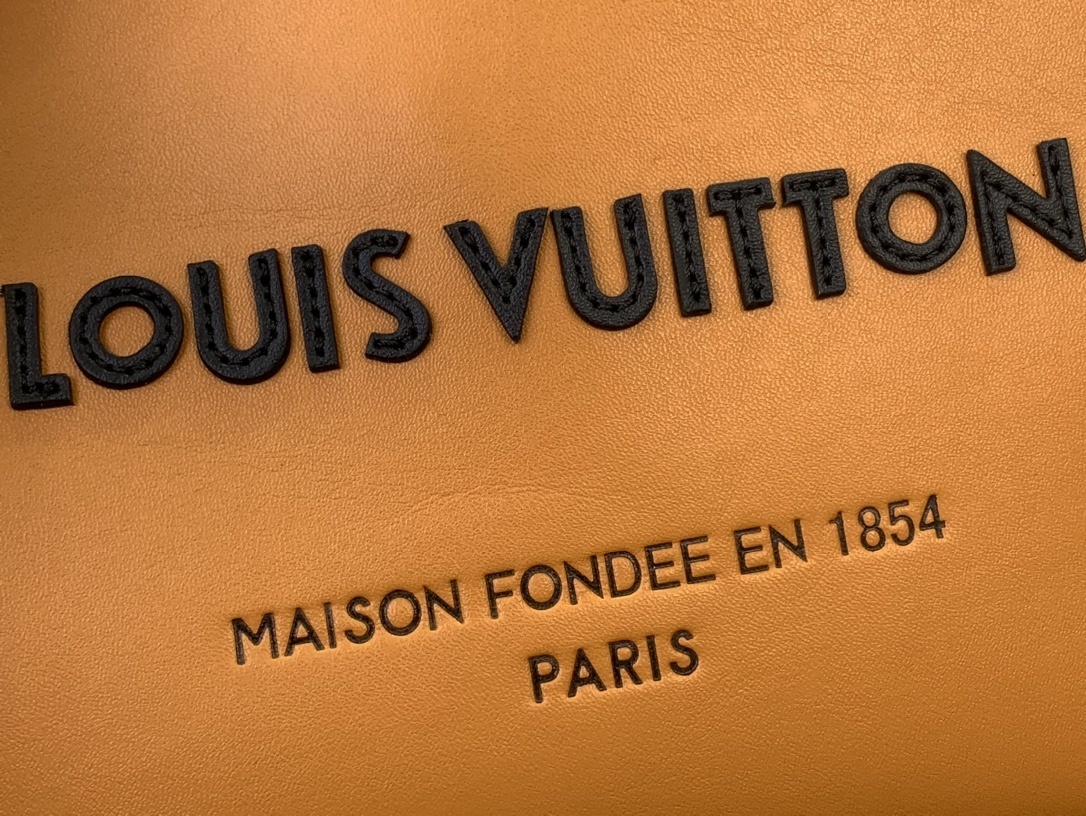 LOUIS VUITTON
MAISON FONDEE EN 1854
PARIS